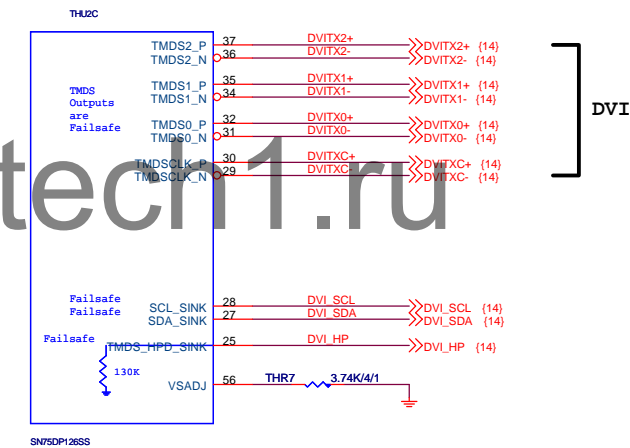 THU2C
TMDS2_P 37 DVITX2+ DVITX2+ {14}
TMDS2_N 36 DVITX2- DVITX2- {14}
TMDS1_P 35 DVITX1+ DVITX1+ {14}
TMDS1_N 34 DVITX1- DVITX1- {14}
TMDS
Outputs
are
Failsafe
DVI
TMDS0_P 32 DVITX0+ DVITX0+ {14}
TMDS0_N 31 DVITX0- DVITX0- {14}
TMDSCLK_P 30 DVITXC+ DVITXC+ {14}
TMDSCLK_N 29 DVITXC- DVITXC- {14}
tech1.ru
Failsafe SCL_SINK 28 DVI_SCL DVI_SCL {14}
Failsafe SDA_SINK 27 DVI_SDA DVI_SDA {14}
Failsafe TMDS_HPD_SINK 25 DVI_HP DVI_HP {14}
130K
VSADJ 56 THR7 3.74K/4/1
SN75DP126SS